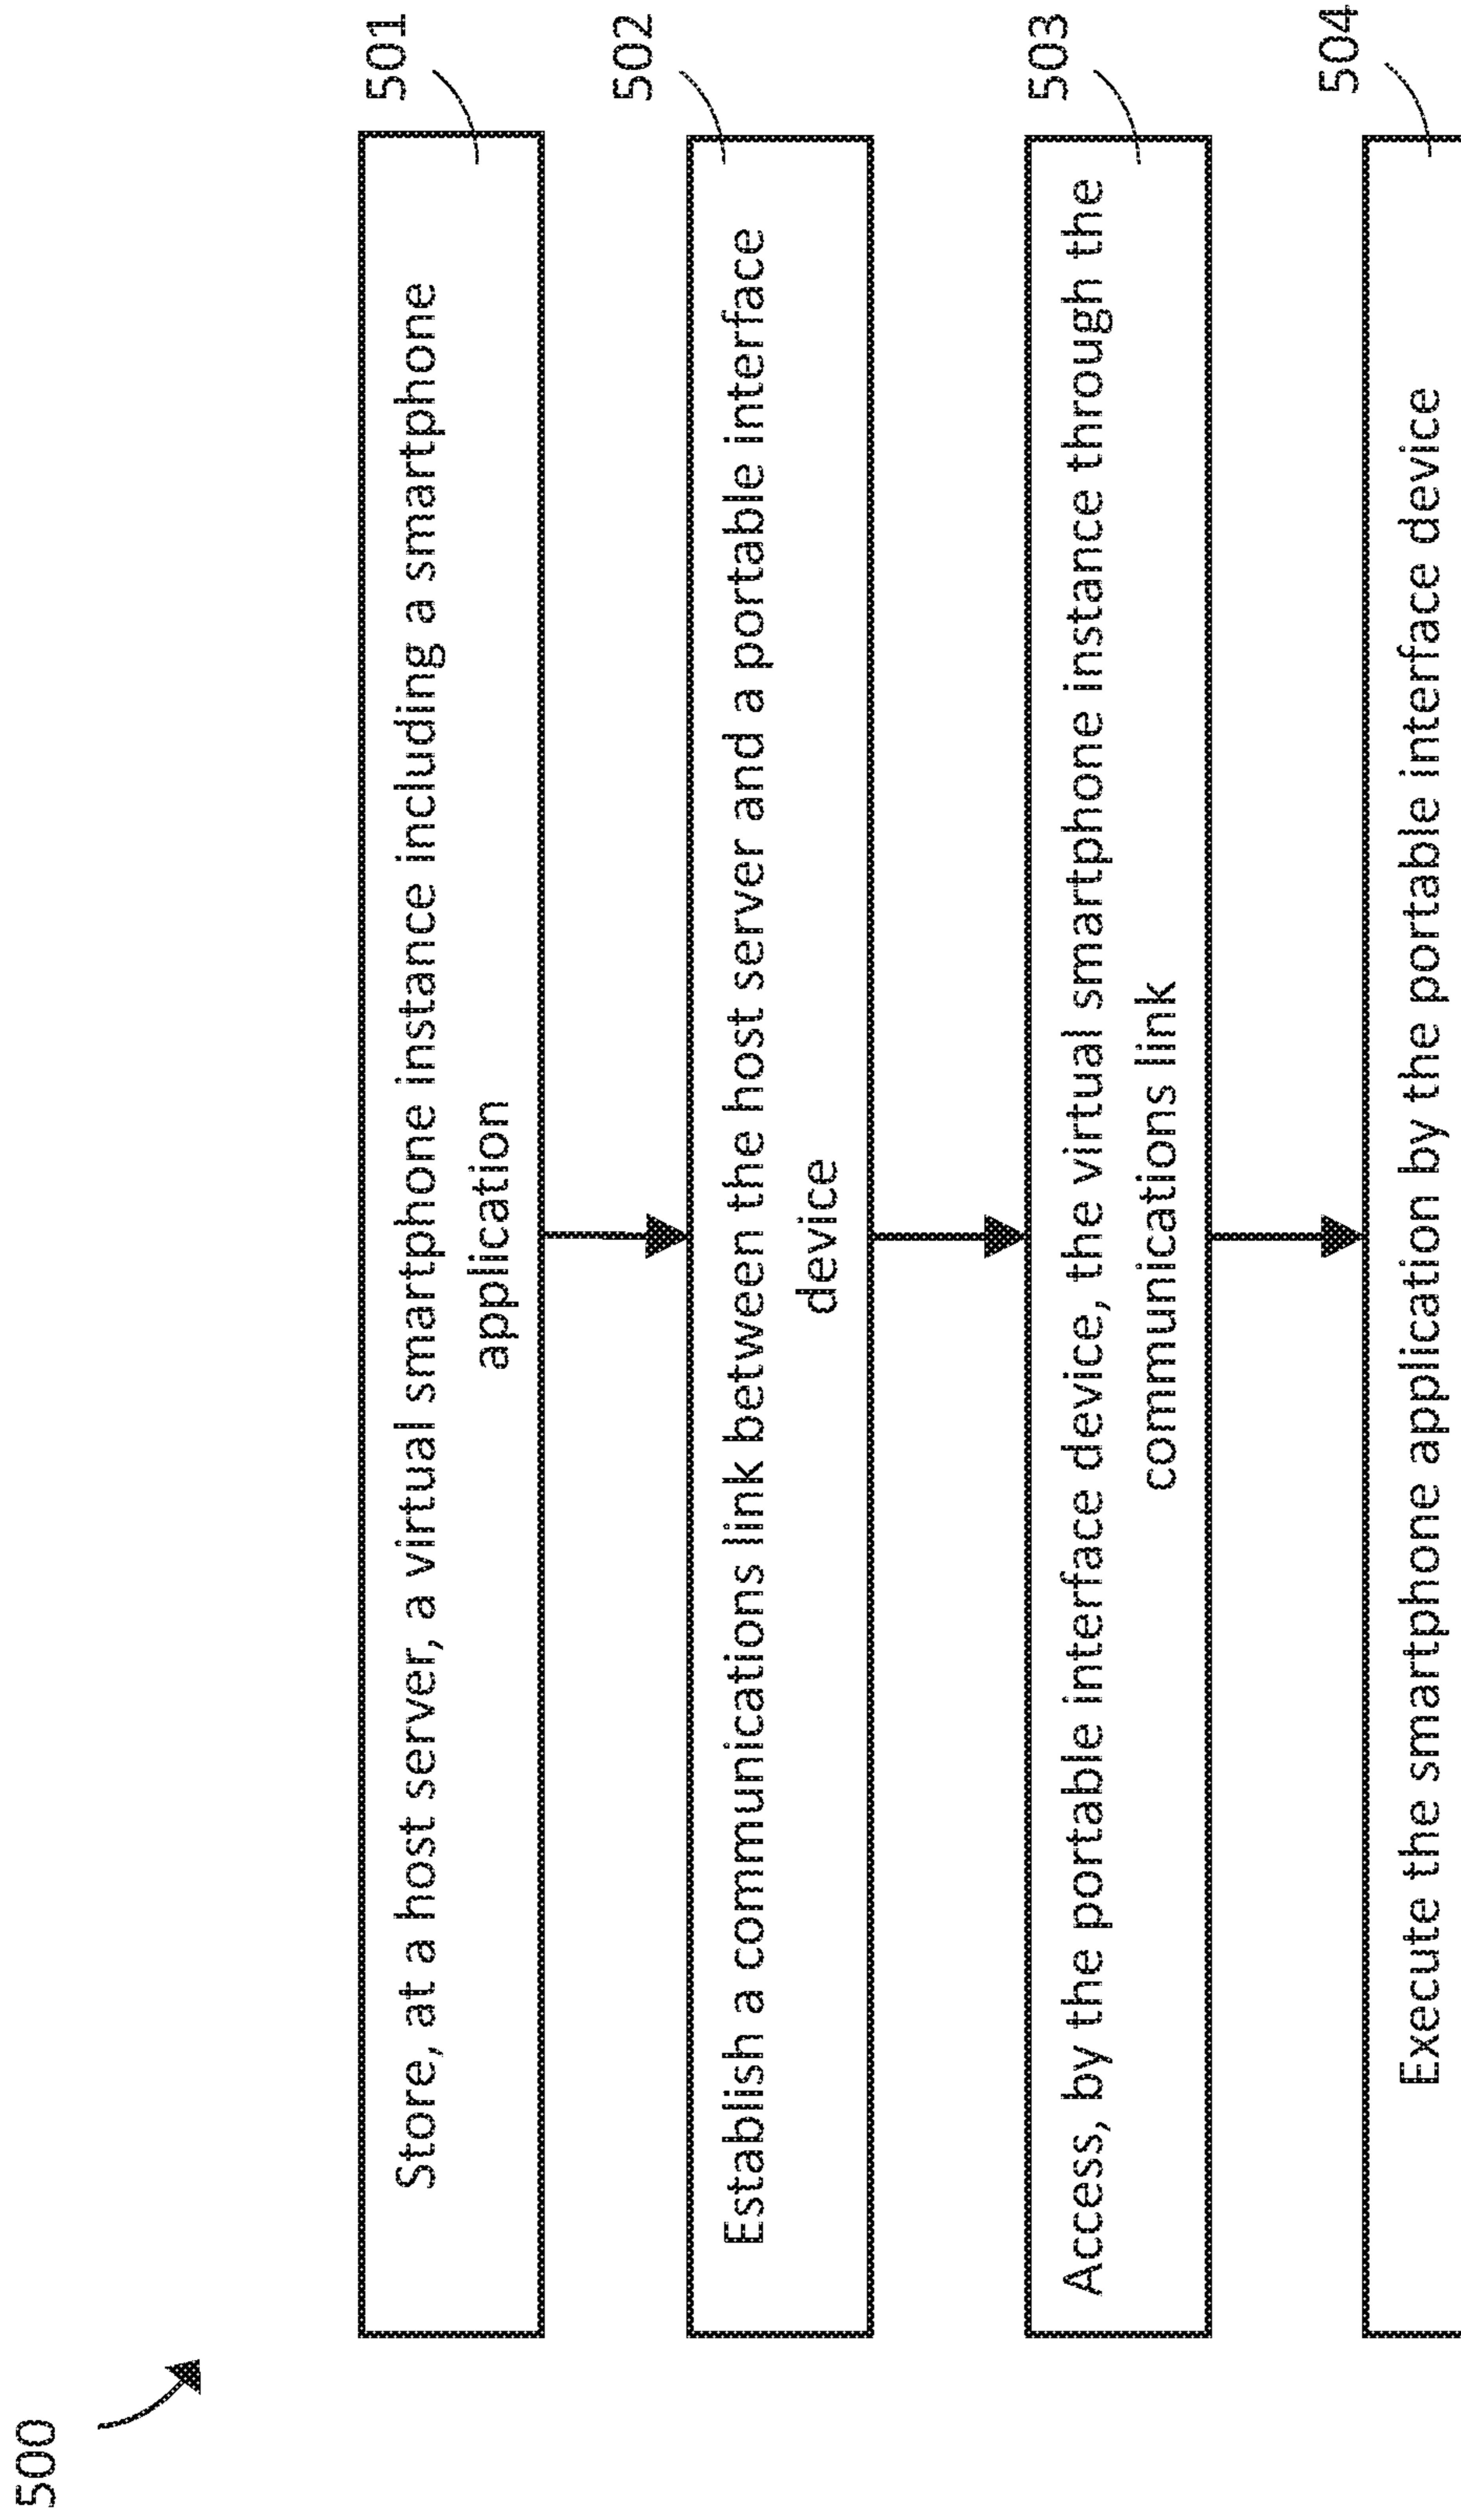 500
501
Store, at a host server, a virtual smartphone instance including a smartphone
application
502
Establish a communications link between the host server and a portable interface
device
503
Access, by the portable interface device, the virtual smartphone instance through the
communications link
504
Execute the smartphone application by the portable interface device